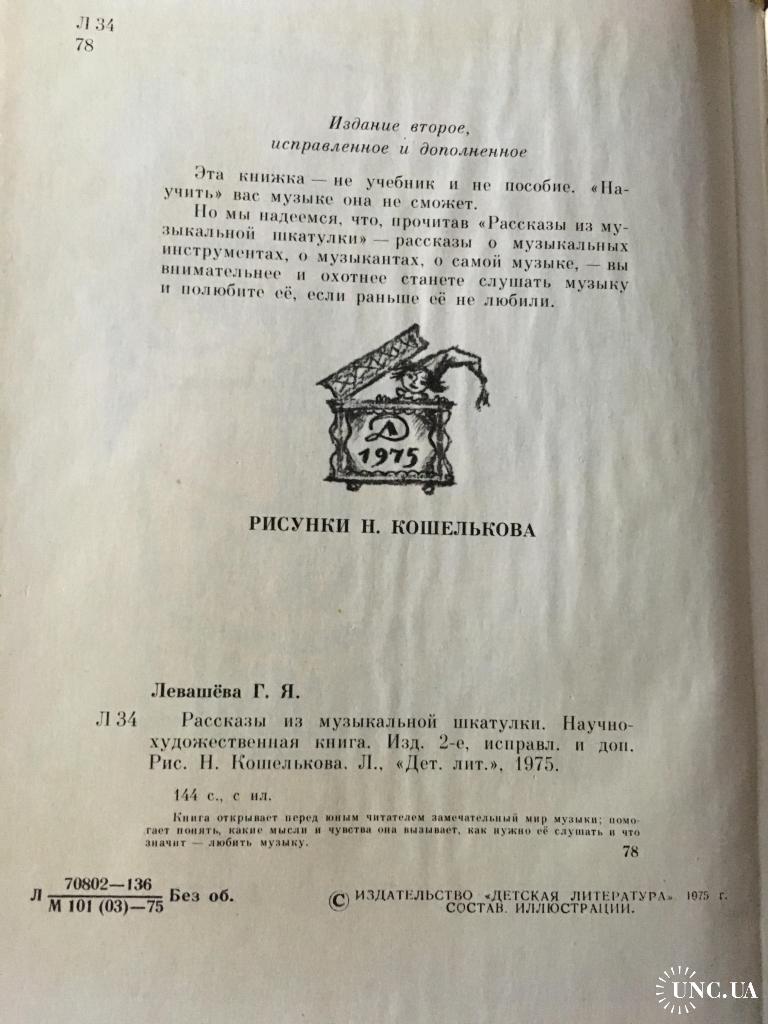 Л 34
78
Издание второе,
исправленное и дополненное
Эта книжка — не учебник и не пособие. «На-
учить» вас музыке она не сможет.
Но мы надеемся, что, прочитав «Рассказы из му-
зыкальной шкатулки» — рассказы о музыкальных
инструментах, о музыкантах, о самой музыке, — вы
внимательнее и охотнее станете слушать музыку
и полюбите её, если раньше её не любили.
Д
1975
РИСУНКИ Н. КОШЕЛЬКОВА
Левашёва Г. Я.
Л 34 Рассказы из музыкальной шкатулки. Научно-
художественная книга. Изд. 2-е, исправл. и доп.
Рис. Н. Кошелькова. Л., «Дет. лит.», 1975.
144 с., с ил.
Книга открывает перед юным читателем замечательный мир музыки; помо-
гает понять, какие мысли и чувства она вызывает, как нужно её слушать и что
значит — любить музыку.
78
Л 70802—136 Без об.
М 101 (03)—75
© ИЗДАТЕЛЬСТВО «ДЕТСКАЯ ЛИТЕРАТУРА» 1975 г.
СОСТАВ. ИЛЛЮСТРАЦИИ.
UNC.UA